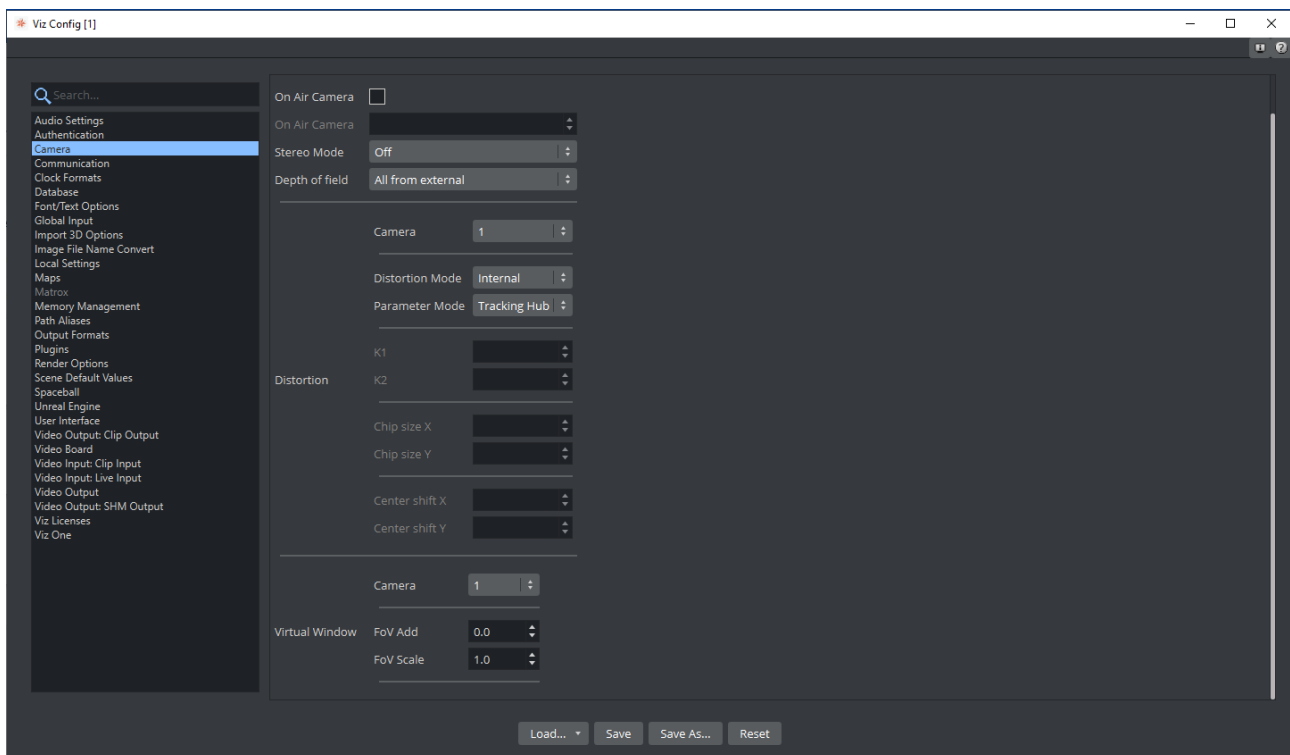 Viz Config [1]
Search...
Audio Settings
Authentication
Camera
Communication
Clock Formats
Database
Font/Text Options
Global Input
Import 3D Options
Image File Name Convert
Local Settings
Maps
Matrox
Memory Management
Path Aliases
Output Formats
Plugins
Render Options
Scene Default Values
Spaceball
Unreal Engine
User Interface
Video Output: Clip Output
Video Board
Video Input: Clip Input
Video Input: Live Input
Video Output
Video Output: SHM Output
Viz Licenses
Viz One
On Air Camera
On Air Camera
Stereo Mode Off
Depth of field All from external
Camera 1
Distortion Mode Internal
Parameter Mode Tracking Hub
K1
Distortion K2
Chip size X
Chip size Y
Center shift X
Center shift Y
Camera 1
Virtual Window FoV Add 0.0
FoV Scale 1.0
Load... Save Save As... Reset